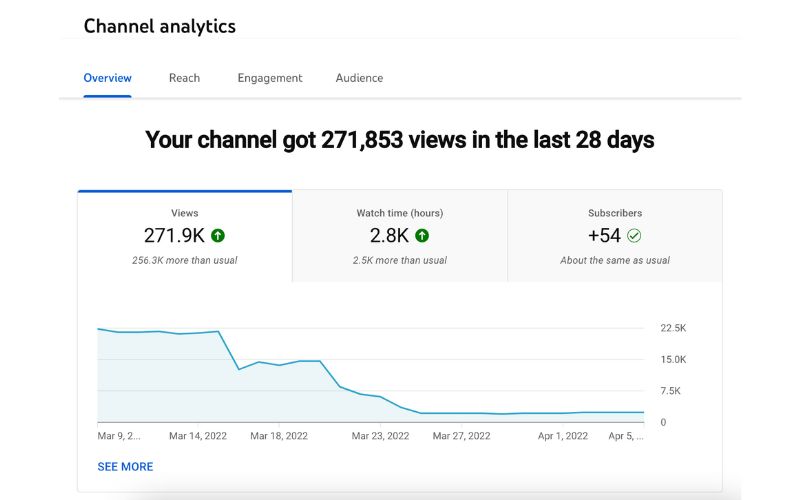 Channel analytics
Overview Reach Engagement Audience
Your channel got 271,853 views in the last 28 days
Views Watch time (hours) Subscribers
271.9K 2.8K +54
256.3K more than usual 2.5K more than usual About the same as usual
22.5K
15.0K
7.5K
0
Mar 9, 2... Mar 14, 2022 Mar 18, 2022 Mar 23, 2022 Mar 27, 2022 Apr 1, 2022 Apr 5, ...
SEE MORE